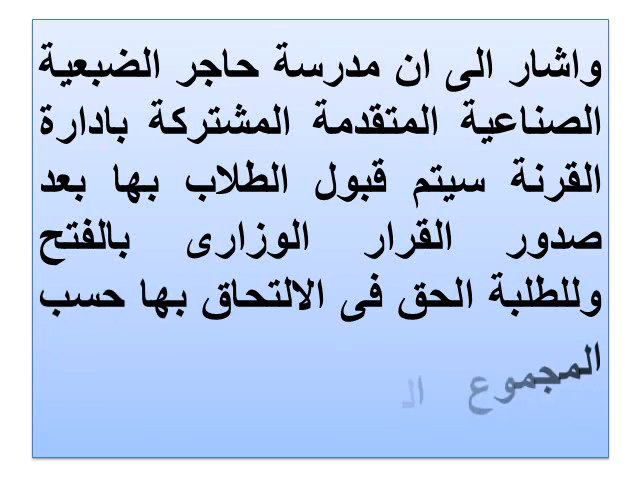 واشار الى ان مدرسة حاجر الضبعية
الصناعية المتقدمة المشتركة بادارة
القرنة سيتم قبول الطلاب بها بعد
صدور القرار الوزارى بالفتح
وللطلبة الحق فى الالتحاق بها حسب
المجموع